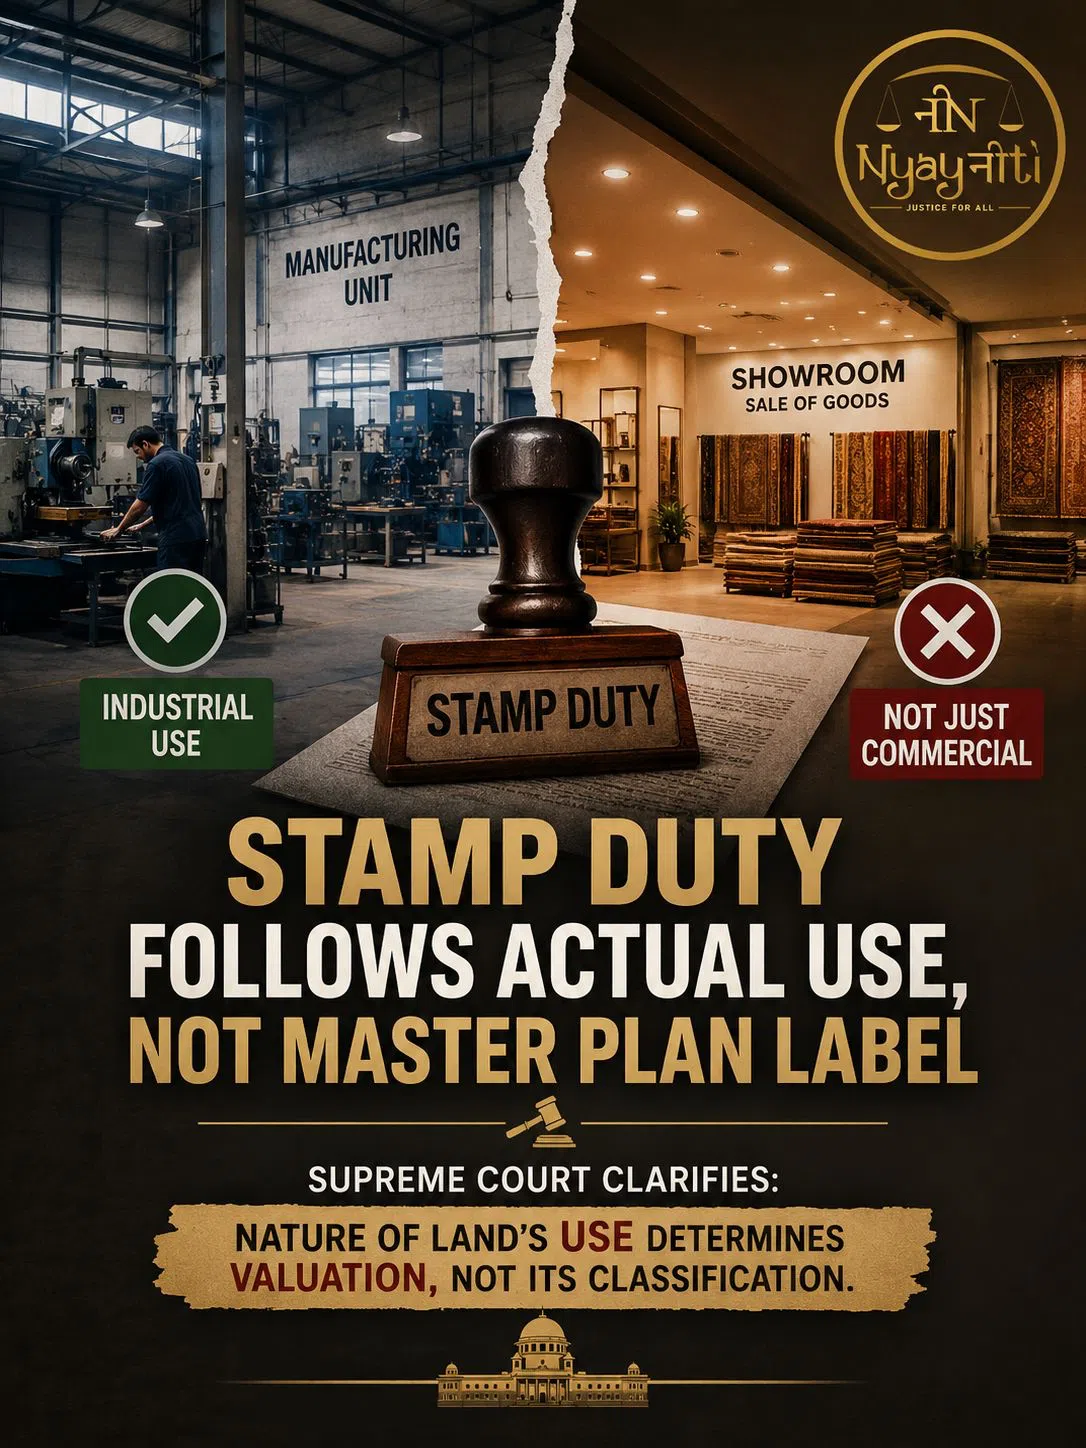 नीN
Nyayनीti
JUSTICE FOR ALL
MANUFACTURING
UNIT
SHOWROOM
SALE OF GOODS
INDUSTRIAL
USE
STAMP DUTY
NOT JUST
COMMERCIAL
STAMP DUTY
FOLLOWS ACTUAL USE,
NOT MASTER PLAN LABEL
SUPREME COURT CLARIFIES:
NATURE OF LAND'S USE DETERMINES
VALUATION, NOT ITS CLASSIFICATION.